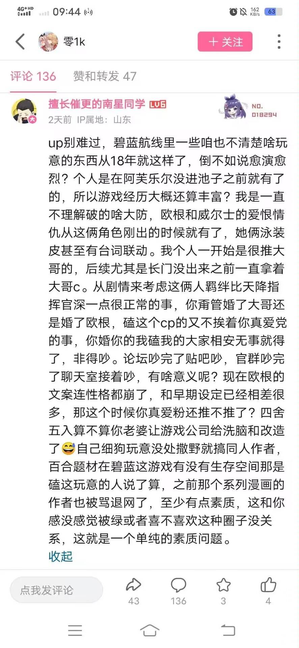 4G 09:44
162 KB/s 63
零1k
+ 关注
评论 136 赞和转发 47
擅长催更的南星同学 LV6
2天前 IP属地:山东
NO.
018294
up别难过,碧蓝航线里一些咱也不清楚啥玩
意的东西从18年就这样了,倒不如说愈演愈
烈?个人是在阿芙乐尔没进池子之前就有了
的,所以游戏经历大概还算丰富?我是一直
不理解破的啥大防,欧根和威尔士的爱恨情
仇从这俩角色刚出的时候就有了,她俩泳装
皮甚至有台词联动。我个人一开始是很推大
哥的,后续尤其是长门没出来之前一直拿着
大哥c。从剧情来考虑这俩人羁绊比天降指
挥官深一点很正常的事,你甭管婚了大哥还
是婚了欧根,磕这个cp的又不挨着你真爱党
的事,你婚你的我磕我的大家相安无事就得
了,非得吵。论坛吵完了贴吧吵,官群吵完
了聊天室接着吵,有啥意义呢?现在欧根的
文案连性格都崩了,和早期设定已经相差很
多,那这个时候你真爱粉还推不推了?四舍
五入算不算你老婆让游戏公司给洗脑和改造
了😅自己细狗玩意没处撒野就搞同人作者,
百合题材在碧蓝这游戏有没有生存空间那是
磕这玩意的人说了算,之前那个系列漫画的
作者也被骂退网了,至少有点素质,这和你
感没感觉被绿或者喜不喜欢这种圈子没关
系,这就是一个单纯的素质问题。
收起
点我发评论
43 136 3 4